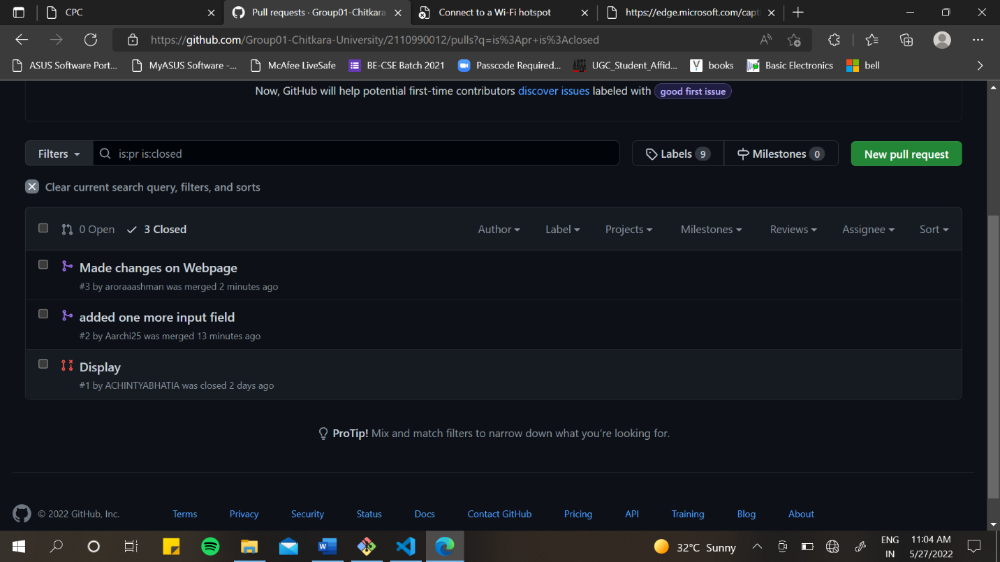 CPC
Pull requests · Group01-Chitkara
Connect to a Wi-Fi hotspot
https://edge.microsoft.com/capti
https://github.com/Group01-Chitkara-University/2110990012/pulls?q=is%3Apr+is%3Aclosed
ASUS Software Port...
MyASUS Software -...
McAfee LiveSafe
BE-CSE Batch 2021
Passcode Required...
UGC_Student_Affid...
books
Basic Electronics
bell
Now, GitHub will help potential first-time contributors discover issues labeled with good first issue
Filters
is:pr is:closed
Labels 9
Milestones 0
New pull request
Clear current search query, filters, and sorts
0 Open
3 Closed
Author
Label
Projects
Milestones
Reviews
Assignee
Sort
Made changes on Webpage
#3 by aroraaashman was merged 2 minutes ago
added one more input field
#2 by Aarchi25 was merged 13 minutes ago
Display
#1 by ACHINTYABHATIA was closed 2 days ago
ProTip! Mix and match filters to narrow down what you're looking for.
© 2022 GitHub, Inc.
Terms
Privacy
Security
Status
Docs
Contact GitHub
Pricing
API
Training
Blog
About
32°C Sunny
ENG
IN
11:04 AM
5/27/2022